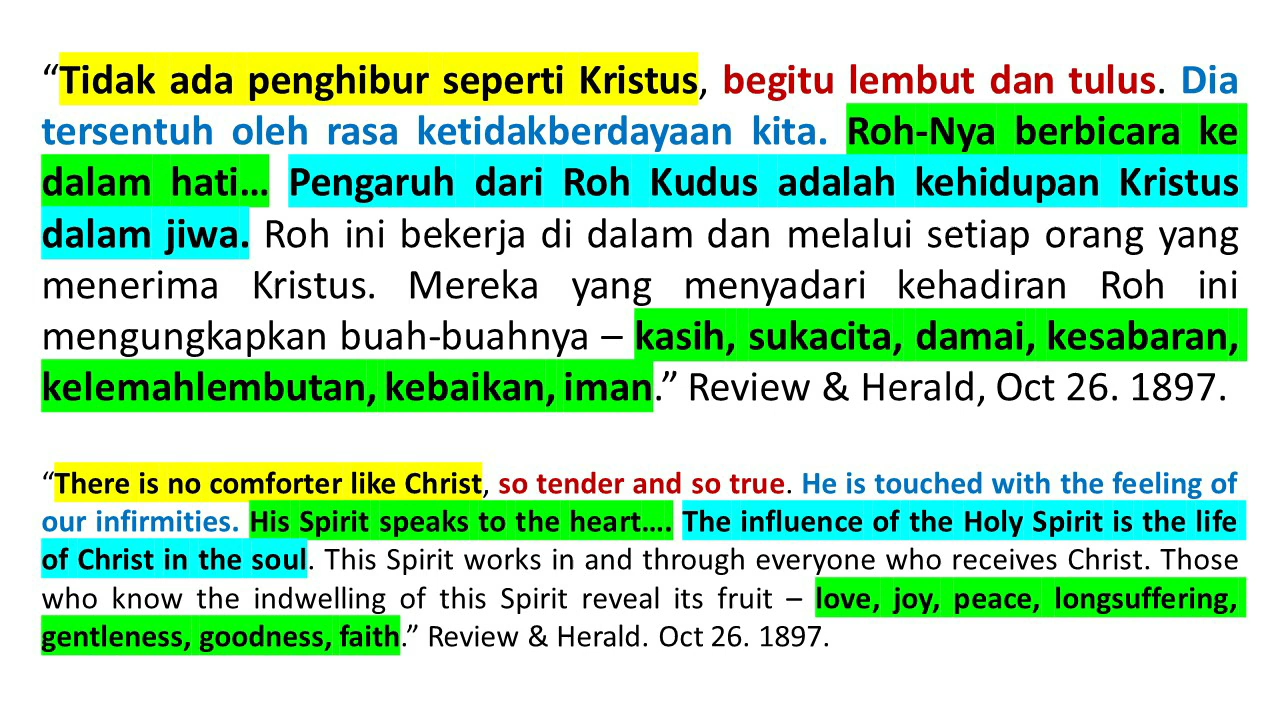 “Tidak ada penghibur seperti Kristus, begitu lembut dan tulus. Dia
tersentuh oleh rasa ketidakberdayaan kita. Roh-Nya berbicara ke
dalam hati… Pengaruh dari Roh Kudus adalah kehidupan Kristus
dalam jiwa. Roh ini bekerja di dalam dan melalui setiap orang yang
menerima Kristus. Mereka yang menyadari kehadiran Roh ini
mengungkapkan buah-buahnya – kasih, sukacita, damai, kesabaran,
kelemahlembutan, kebaikan, iman.” Review & Herald, Oct 26. 1897.
“There is no comforter like Christ, so tender and so true. He is touched with the feeling of
our infirmities. His Spirit speaks to the heart…. The influence of the Holy Spirit is the life
of Christ in the soul. This Spirit works in and through everyone who receives Christ. Those
who know the indwelling of this Spirit reveal its fruit – love, joy, peace, longsuffering,
gentleness, goodness, faith.” Review & Herald. Oct 26. 1897.